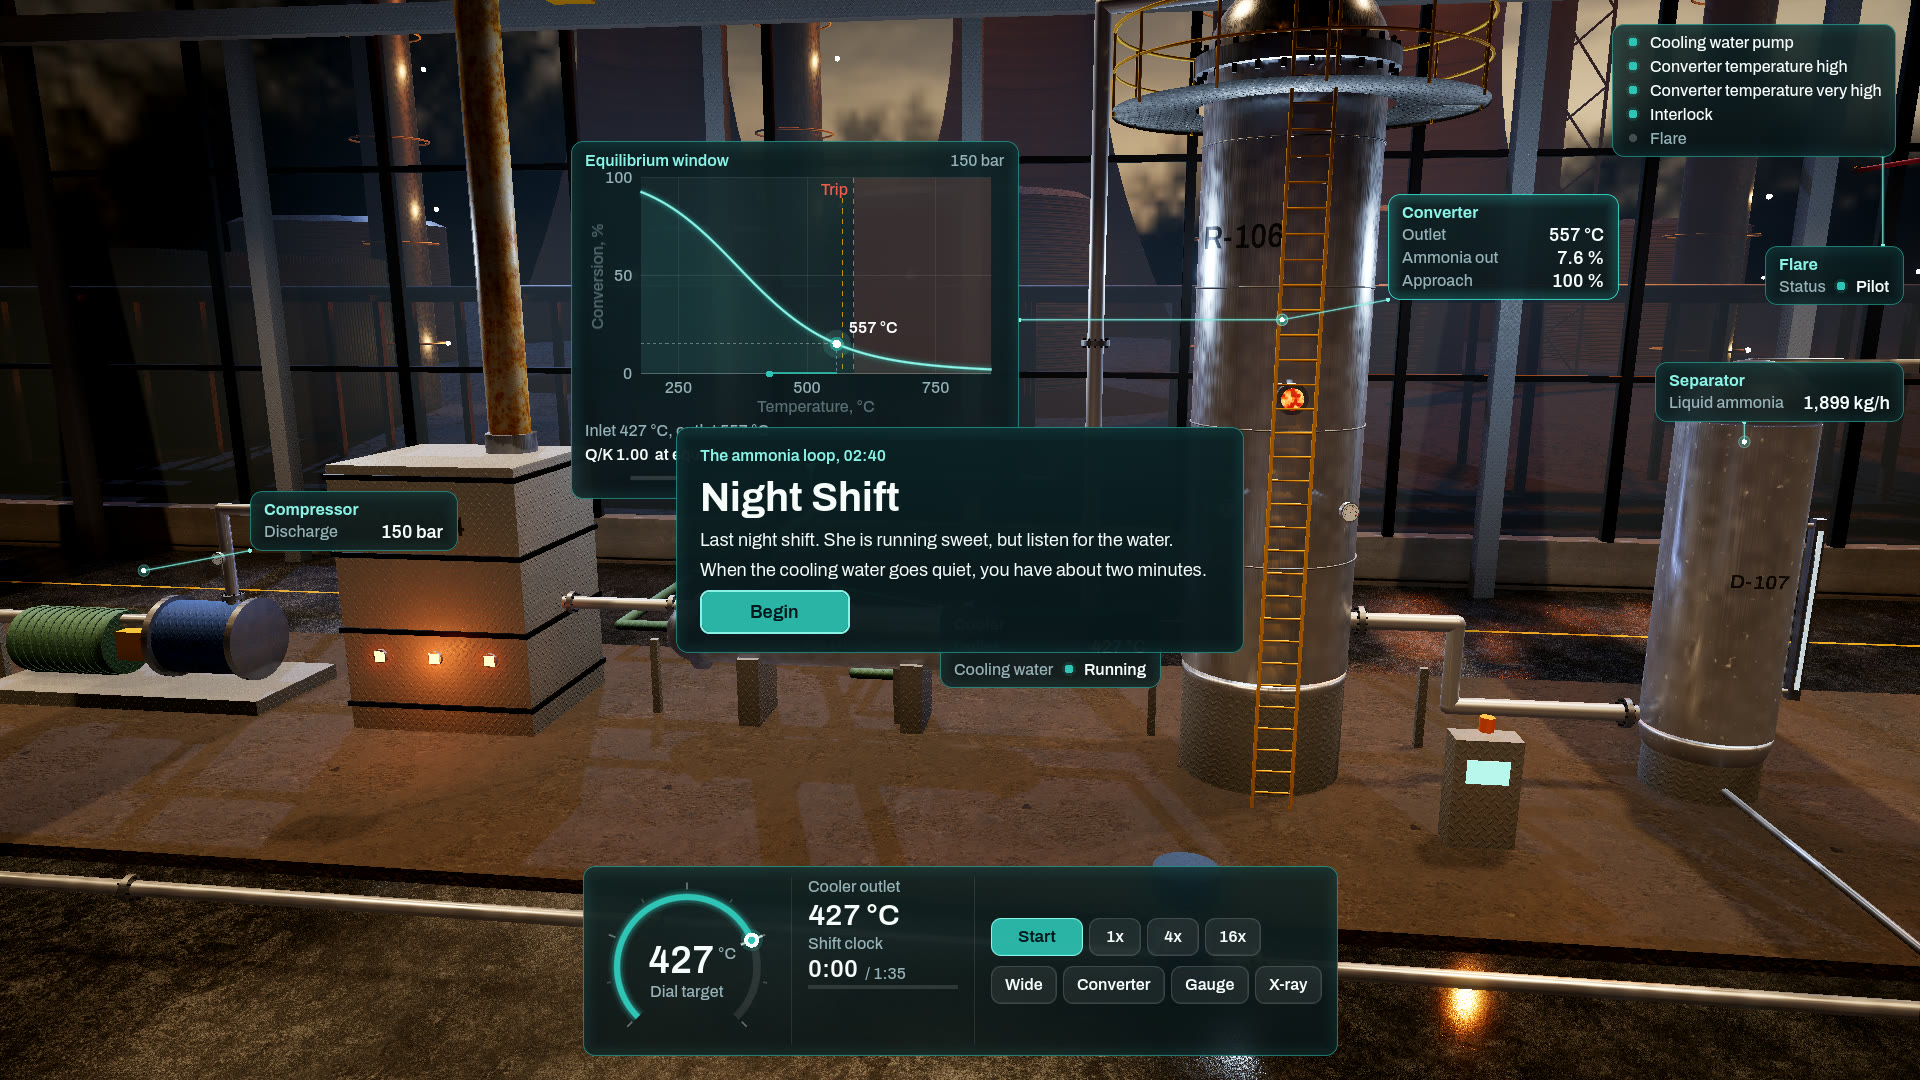 Cooling water pump
Converter temperature high
Converter temperature very high
Interlock
Flare
Equilibrium window
150 bar
100
50
0
Conversion, %
Trip
557 °C
250
500
750
Temperature, °C
Inlet 427 °C, outlet 557 °C
Q/K 1.00 at
R-106
Converter
Outlet 557 °C
Ammonia out 7.6 %
Approach 100 %
Flare
Status Pilot
Separator
Liquid ammonia 1,899 kg/h
D-107
Compressor
Discharge 150 bar
The ammonia loop, 02:40
Night Shift
Last night shift. She is running sweet, but listen for the water.
When the cooling water goes quiet, you have about two minutes.
Begin
Cooler
427 °C
Cooling water Running
427 °C
Dial target
Cooler outlet
427 °C
Shift clock
0:00 / 1:35
Start
1x
4x
16x
Wide
Converter
Gauge
X-ray